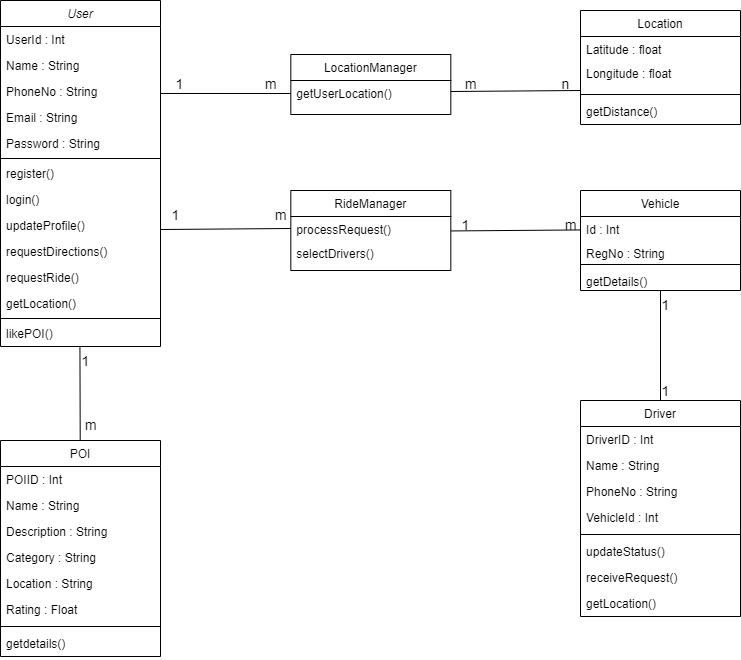 User
UserId : Int
Name : String
PhoneNo : String
Email : String
Password : String
register()
login()
updateProfile()
requestDirections()
requestRide()
getLocation()
likePOI()
1
m
LocationManager
getUserLocation()
m
n
Location
Latitude : float
Longitude : float
getDistance()
1
m
RideManager
processRequest()
selectDrivers()
1
m
Vehicle
Id : Int
RegNo : String
getDetails()
1
1
Driver
DriverID : Int
Name : String
PhoneNo : String
VehicleId : Int
updateStatus()
receiveRequest()
getLocation()
1
m
POI
POIID : Int
Name : String
Description : String
Category : String
Location : String
Rating : Float
getdetails()